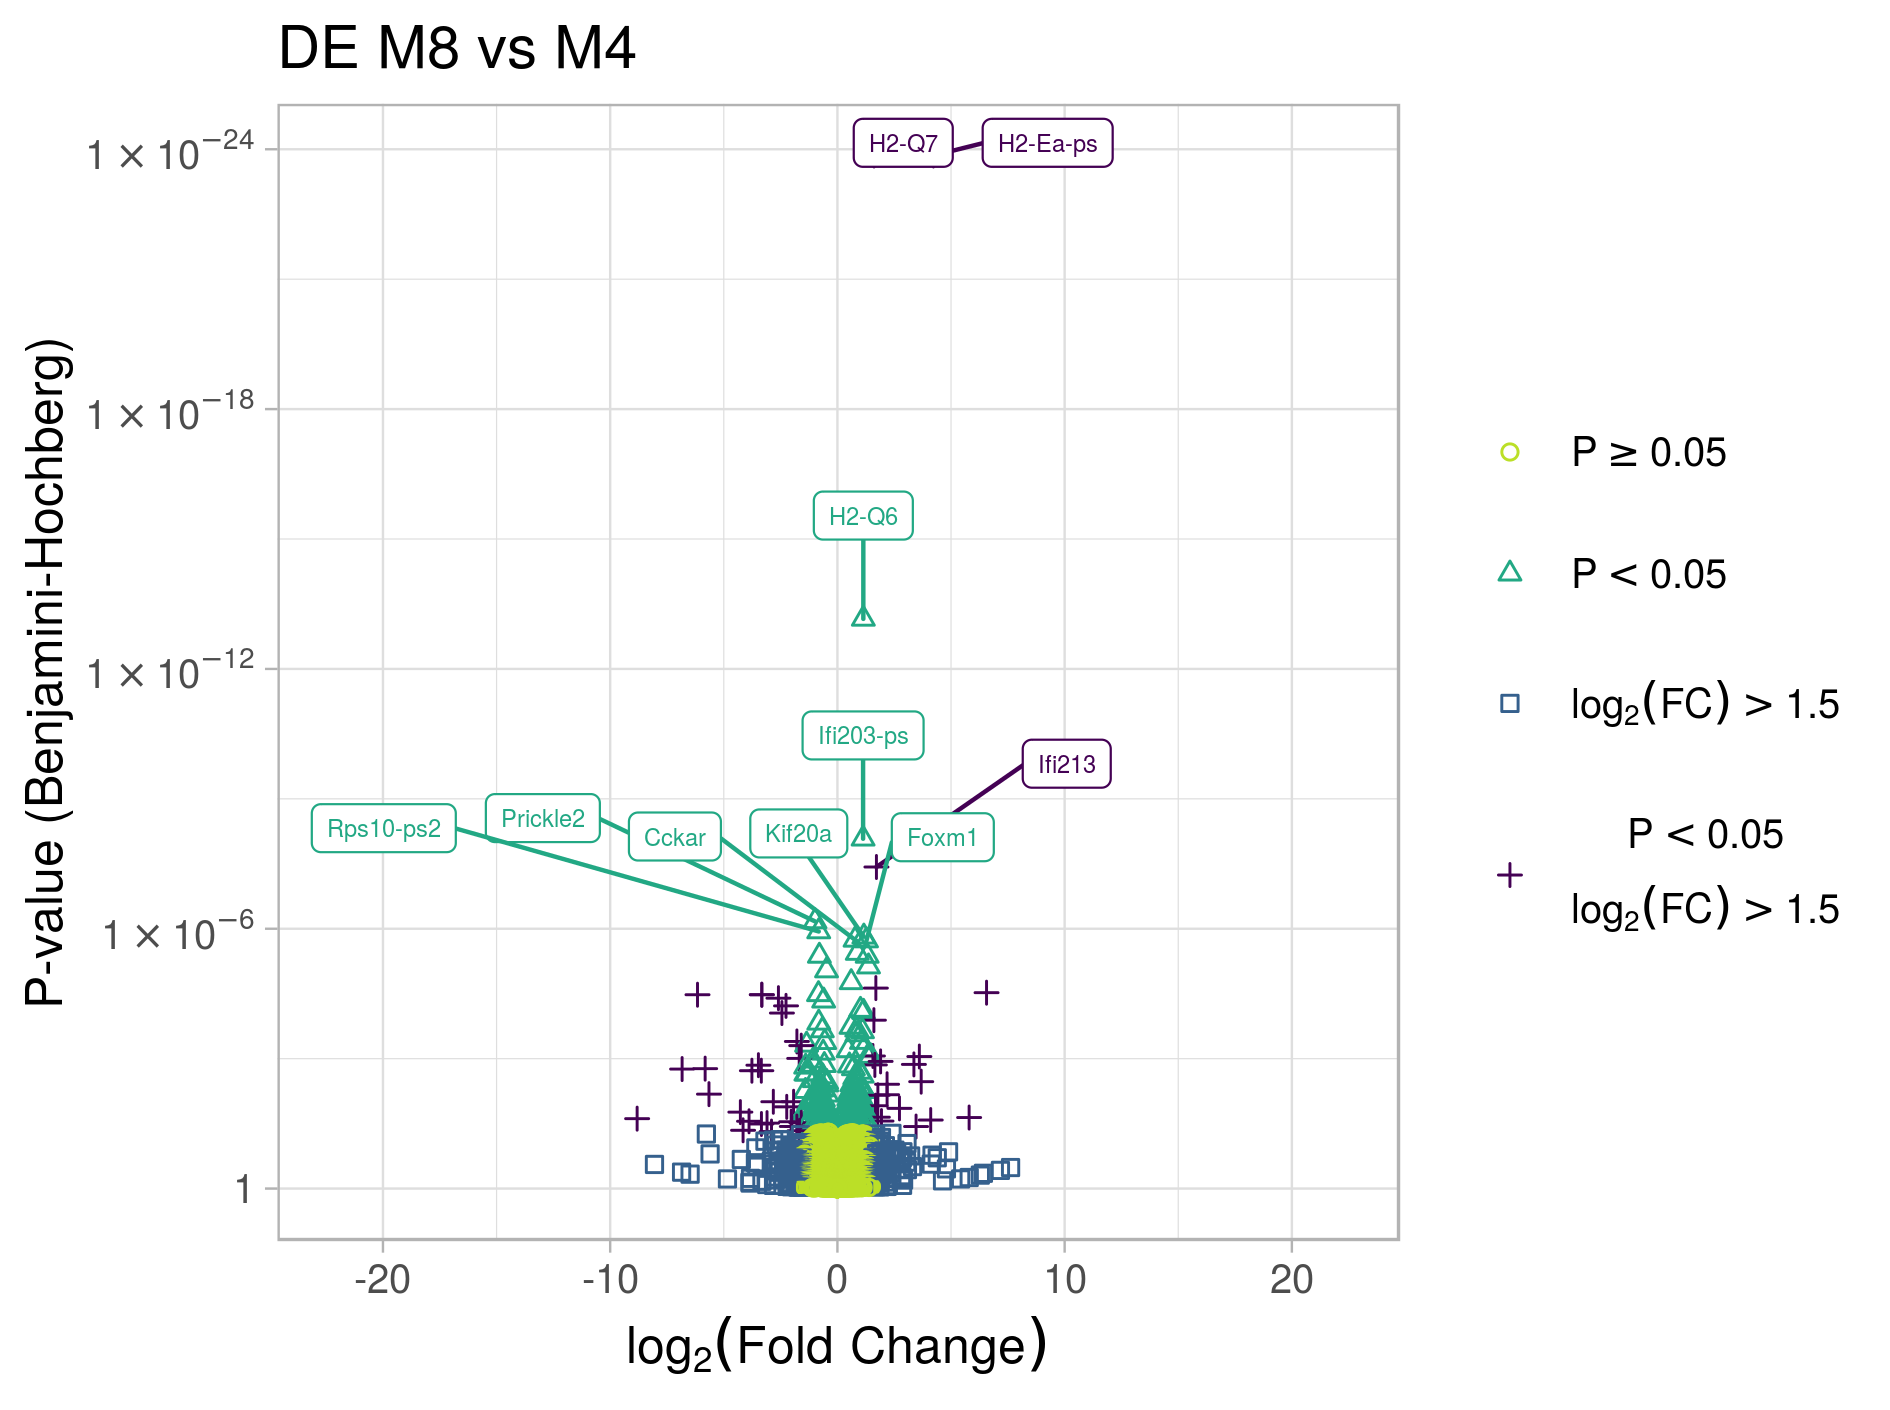 DE M8 vs M4
P-value (Benjamini-Hochberg)
1 × 10⁻²⁴
1 × 10⁻¹⁸
1 × 10⁻¹²
1 × 10⁻⁶
1
H2-Q7
H2-Ea-ps
H2-Q6
Ifi203-ps
Ifi213
Rps10-ps2
Prickle2
Cckar
Kif20a
Foxm1
-20
-10
0
10
20
log₂(Fold Change)
P ≥ 0.05
P < 0.05
log₂(FC) > 1.5
P < 0.05
log₂(FC) > 1.5